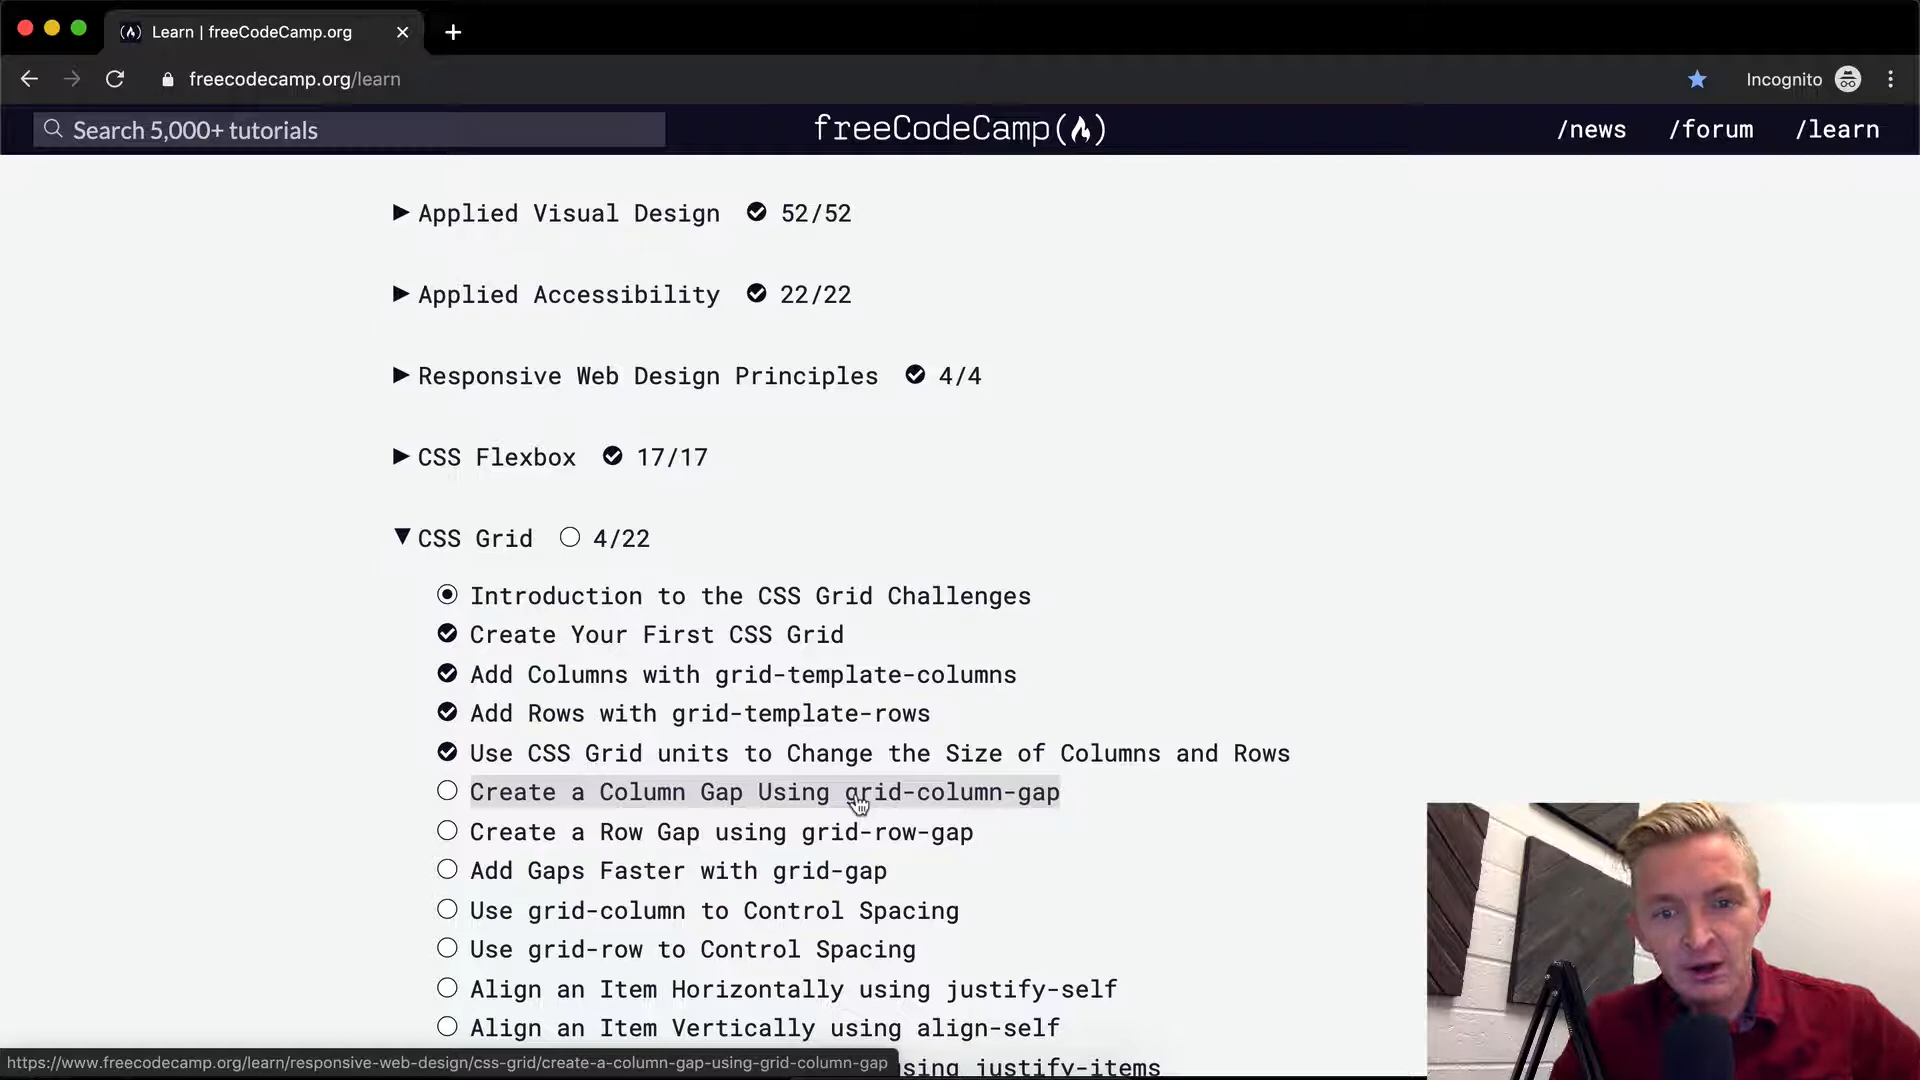 Learn | freeCodeCamp.org
freecodecamp.org/learn
Incognito
Search 5,000+ tutorials
freeCodeCamp
/news /forum /learn
Applied Visual Design 52/52
Applied Accessibility 22/22
Responsive Web Design Principles 4/4
CSS Flexbox 17/17
CSS Grid 4/22
Introduction to the CSS Grid Challenges
Create Your First CSS Grid
Add Columns with grid-template-columns
Add Rows with grid-template-rows
Use CSS Grid units to Change the Size of Columns and Rows
Create a Column Gap Using grid-column-gap
Create a Row Gap using grid-row-gap
Add Gaps Faster with grid-gap
Use grid-column to Control Spacing
Use grid-row to Control Spacing
Align an Item Horizontally using justify-self
Align an Item Vertically using align-self
https://www.freecodecamp.org/learn/responsive-web-design/css-grid/create-a-column-gap-using-grid-column-gap
using justify-items